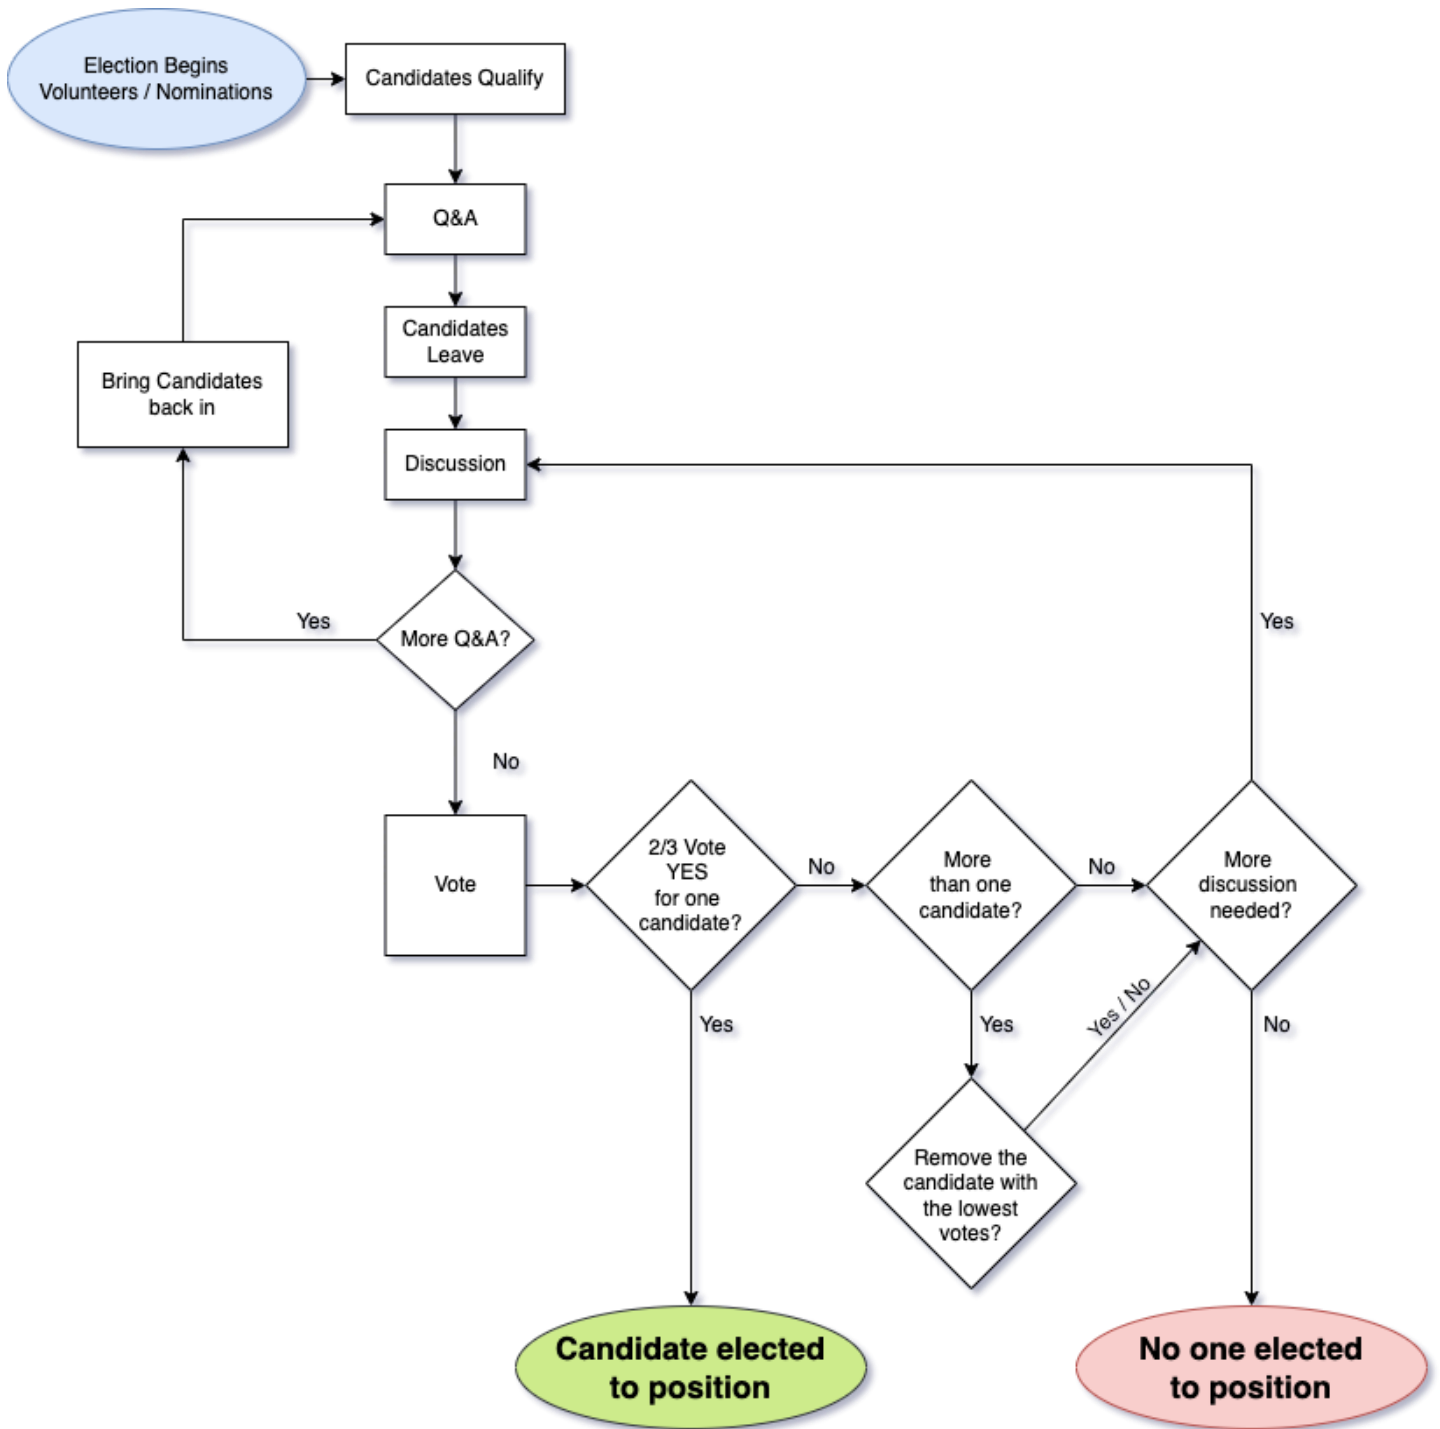 Election Begins
Volunteers / Nominations
Candidates Qualify
Q&A
Candidates
Leave
Bring Candidates
back in
Discussion
Yes
More Q&A?
Yes
No
Vote
2/3 Vote
YES
for one
candidate?
No
More
than one
candidate?
No
More
discussion
needed?
Yes
Yes
Yes / No
No
Remove the
candidate with
the lowest
votes?
Candidate elected
to position
No one elected
to position